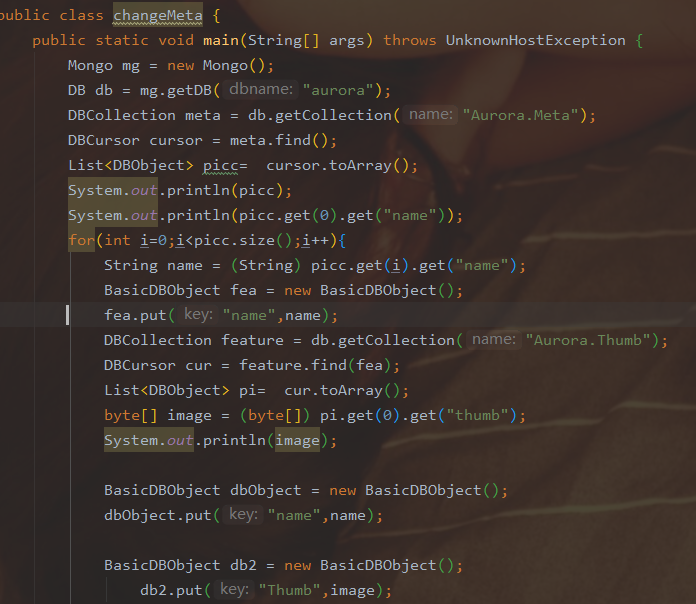 public class changeMeta {
public static void main(String[] args) throws UnknownHostException {
Mongo mg = new Mongo();
DB db = mg.getDB( dbname: "aurora");
DBCollection meta = db.getCollection( name: "Aurora.Meta");
DBCursor cursor = meta.find();
List<DBObject> picc=  cursor.toArray();
System.out.println(picc);
System.out.println(picc.get(0).get("name"));
for(int i=0;i<picc.size();i++){
String name = (String) picc.get(i).get("name");
BasicDBObject fea = new BasicDBObject();
fea.put( key: "name",name);
DBCollection feature = db.getCollection( name: "Aurora.Thumb");
DBCursor cur = feature.find(fea);
List<DBObject> pi=  cur.toArray();
byte[] image = (byte[]) pi.get(0).get("thumb");
System.out.println(image);
BasicDBObject dbObject = new BasicDBObject();
dbObject.put( key: "name",name);
BasicDBObject db2 = new BasicDBObject();
db2.put( key: "Thumb",image);